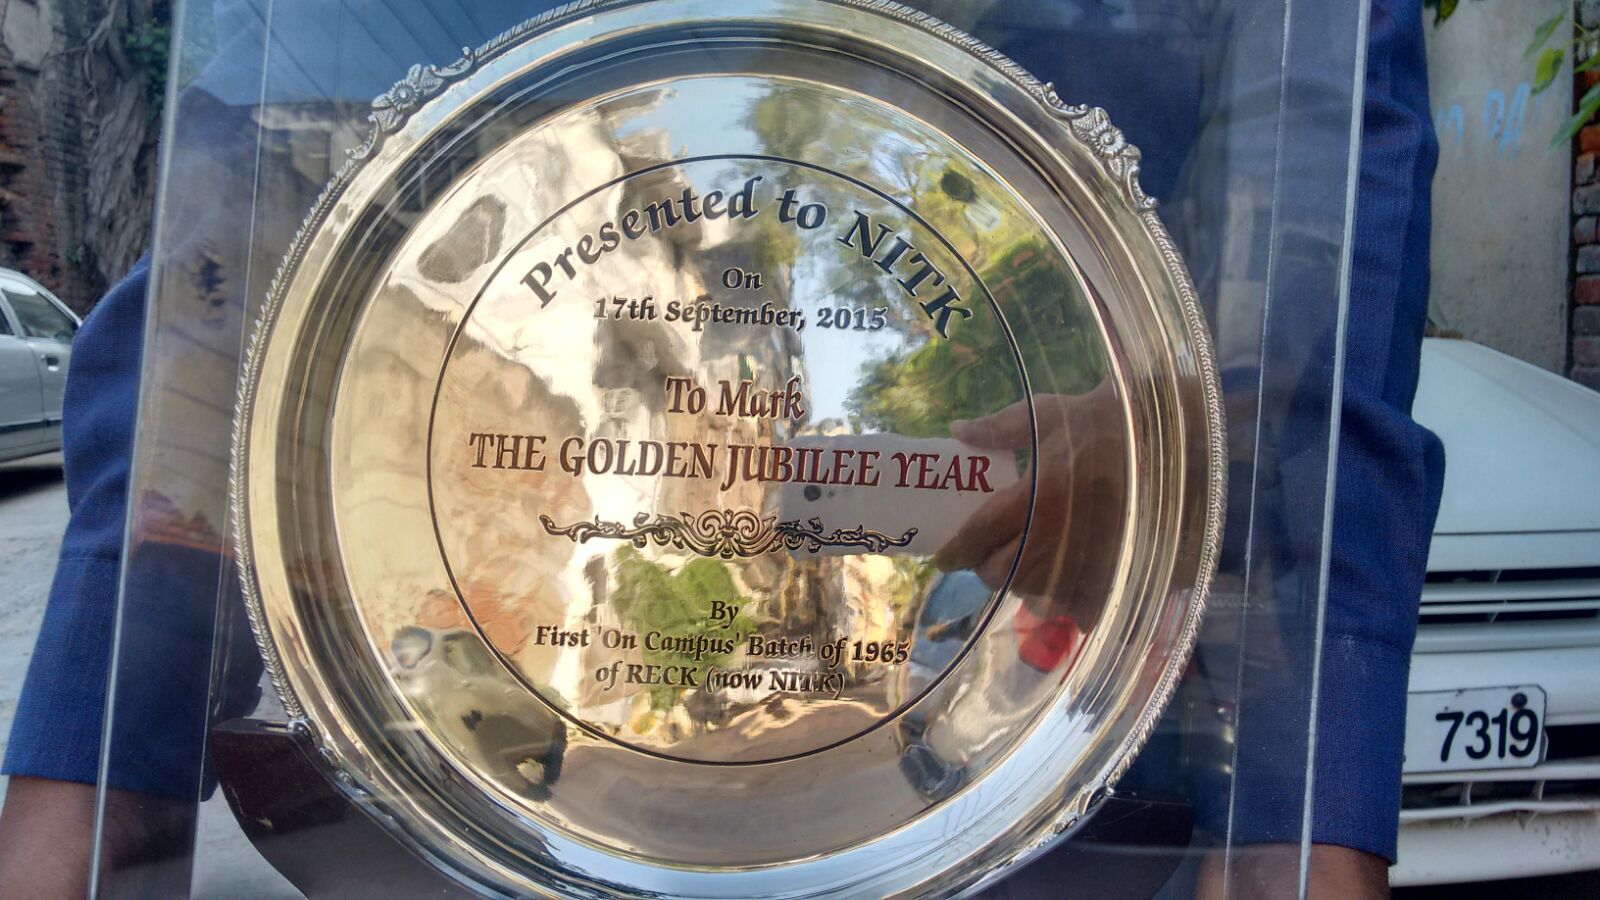 Presented to NITK
On
17th September, 2015
To Mark
THE GOLDEN JUBILEE YEAR
By
First 'On Campus' Batch of 1965
of RECK (now NITK)
7319